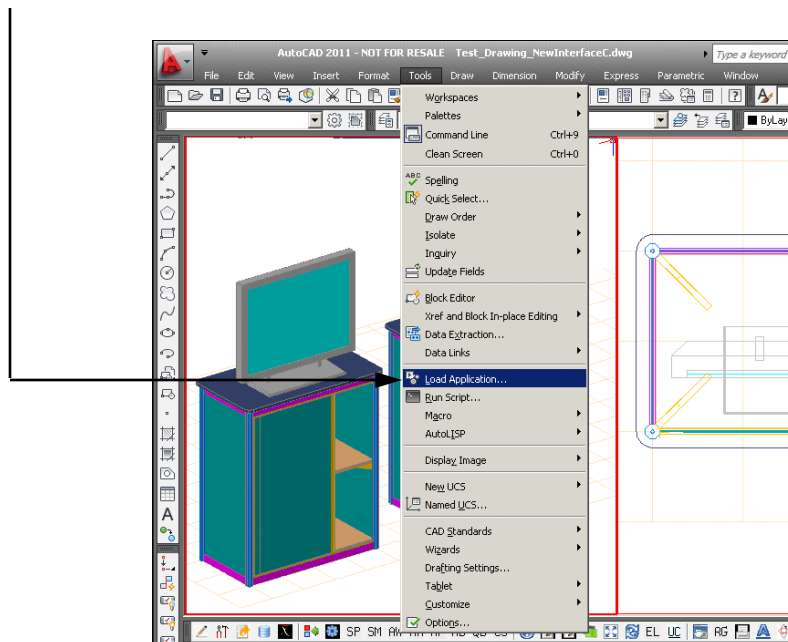 AutoCAD 2011 - NOT FOR RESALE Test_Drawing_NewInterfaceC.dwg Type a keyword
File Edit View Insert Format Tools Draw Dimension Modify Express Parametric Window
Workspaces
Palettes
ByLay
Command Line Ctrl+9
Clean Screen Ctrl+0
ABC Spelling
Quick Select...
Draw Order
Isolate
Inquiry
Update Fields
Block Editor
Xref and Block In-place Editing
Data Extraction...
Data Links
Load Application...
Run Script...
Macro
AutoLISP
Display Image
New UCS
Named UCS...
CAD Standards
Wizards
Drafting Settings...
Tablet
Customize
Options...
A
SP SM EL UC RG